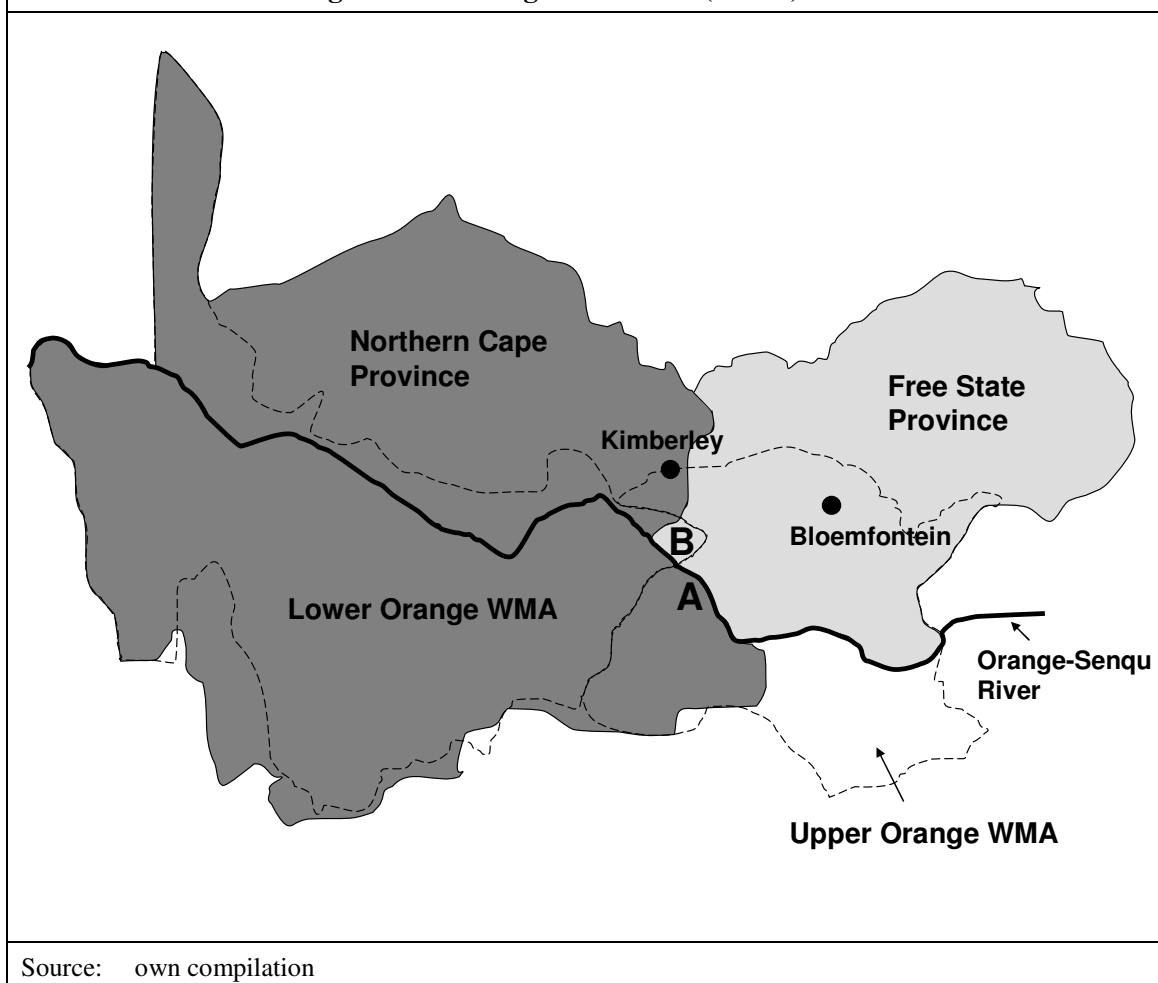 Northern Cape
Province
Free State
Province
Kimberley
B
Bloemfontein
A
Lower Orange WMA
Orange-Senqu
River
Upper Orange WMA
Source: own compilation